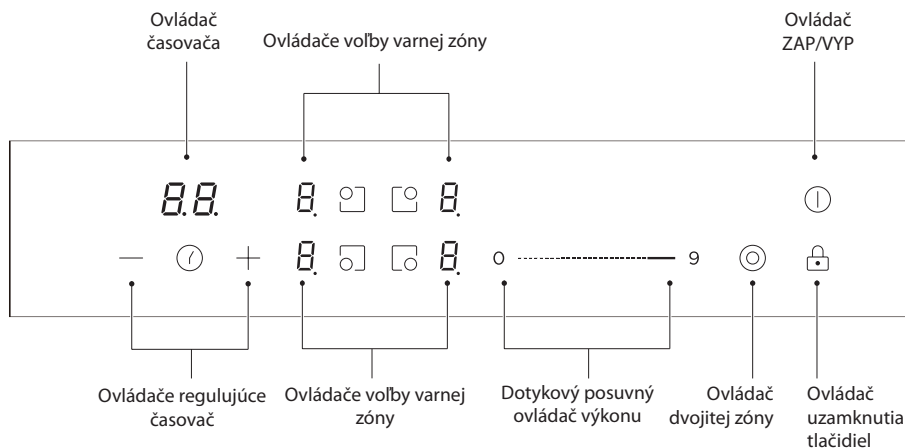 Ovládač
časovača
Ovládače voľby varnej zóny
Ovládač
ZAP/VYP
8.8.
8.
8.
8.
8.
0
9
Ovládače regulujúce
časovač
Ovládače voľby varnej
zóny
Dotykový posuvný
ovládač výkonu
Ovládač
dvojitej zóny
Ovládač
uzamknutia
tlačidiel